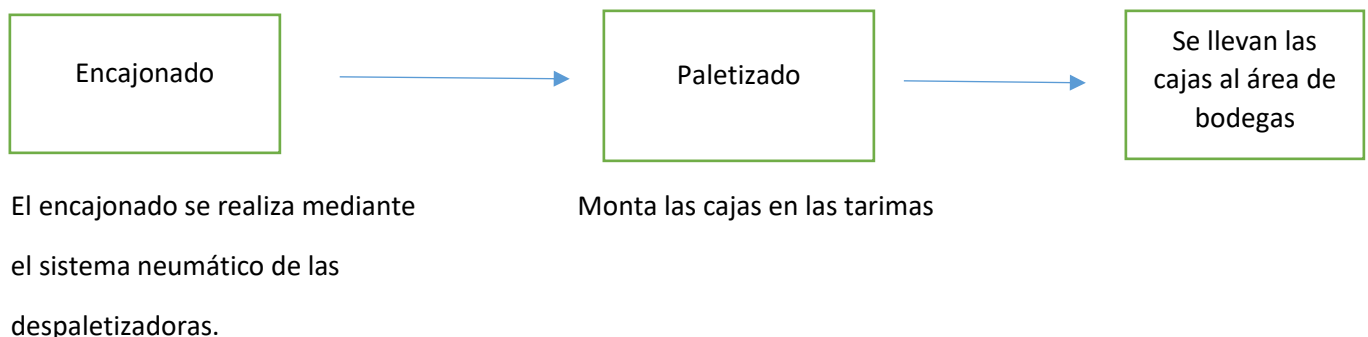 Encajonado
Paletizado
Se llevan las
cajas al área de
bodegas
El encajonado se realiza mediante
el sistema neumático de las
despaletizadoras.
Monta las cajas en las tarimas